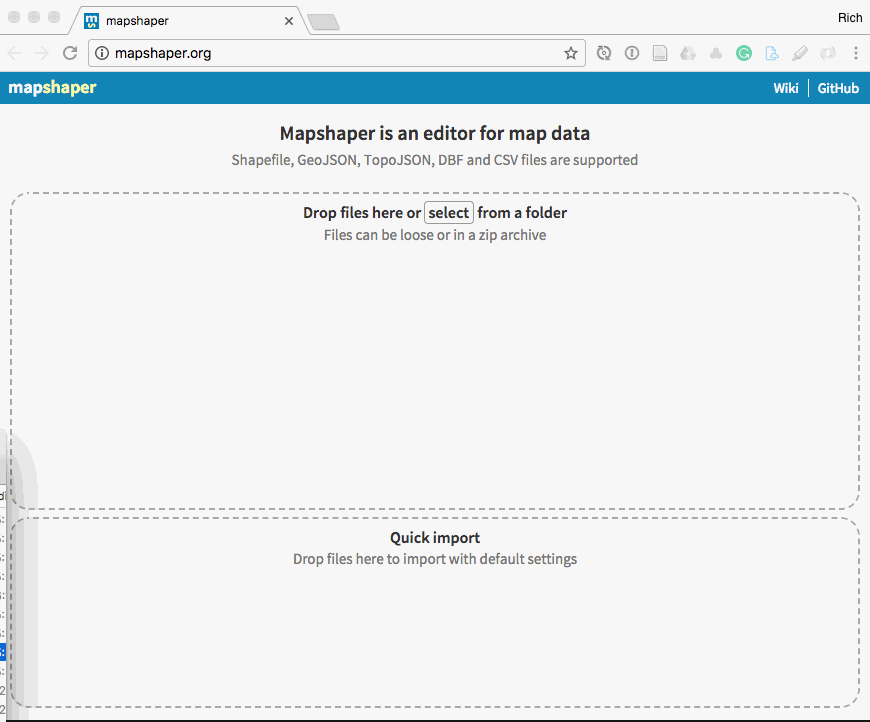 mapshaper
Rich
mapshaper.org
mapshaper
Wiki
GitHub
Mapshaper is an editor for map data
Shapefile, GeoJSON, TopoJSON, DBF and CSV files are supported
Drop files here or select from a folder
Files can be loose or in a zip archive
Quick import
Drop files here to import with default settings